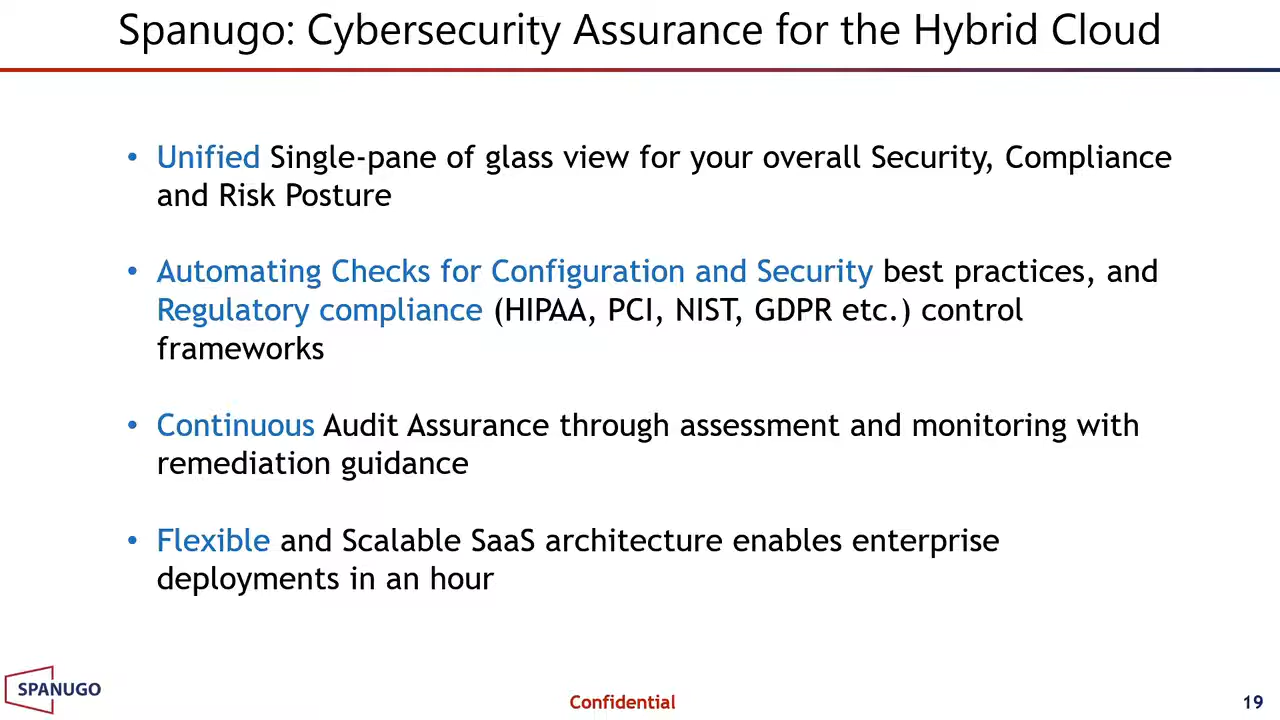 Spanugo: Cybersecurity Assurance for the Hybrid Cloud
• Unified Single-pane of glass view for your overall Security, Compliance
and Risk Posture
• Automating Checks for Configuration and Security best practices, and
Regulatory compliance (HIPAA, PCI, NIST, GDPR etc.) control
frameworks
• Continuous Audit Assurance through assessment and monitoring with
remediation guidance
• Flexible and Scalable SaaS architecture enables enterprise
deployments in an hour
SPANUGO
Confidential
19